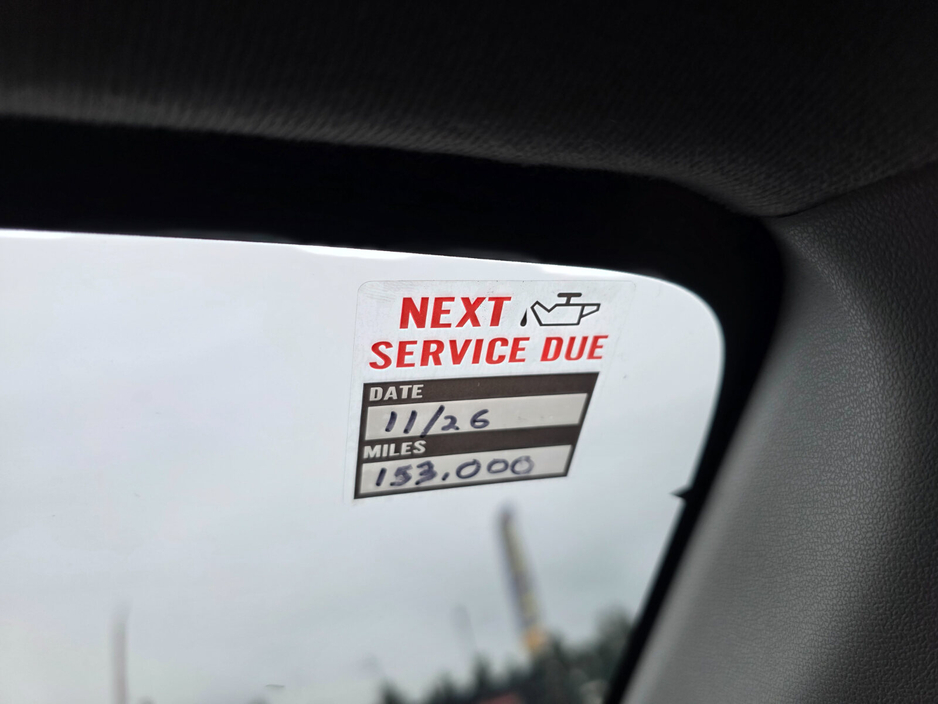 NEXT
SERVICE DUE
DATE
11/26
MILES
153,000